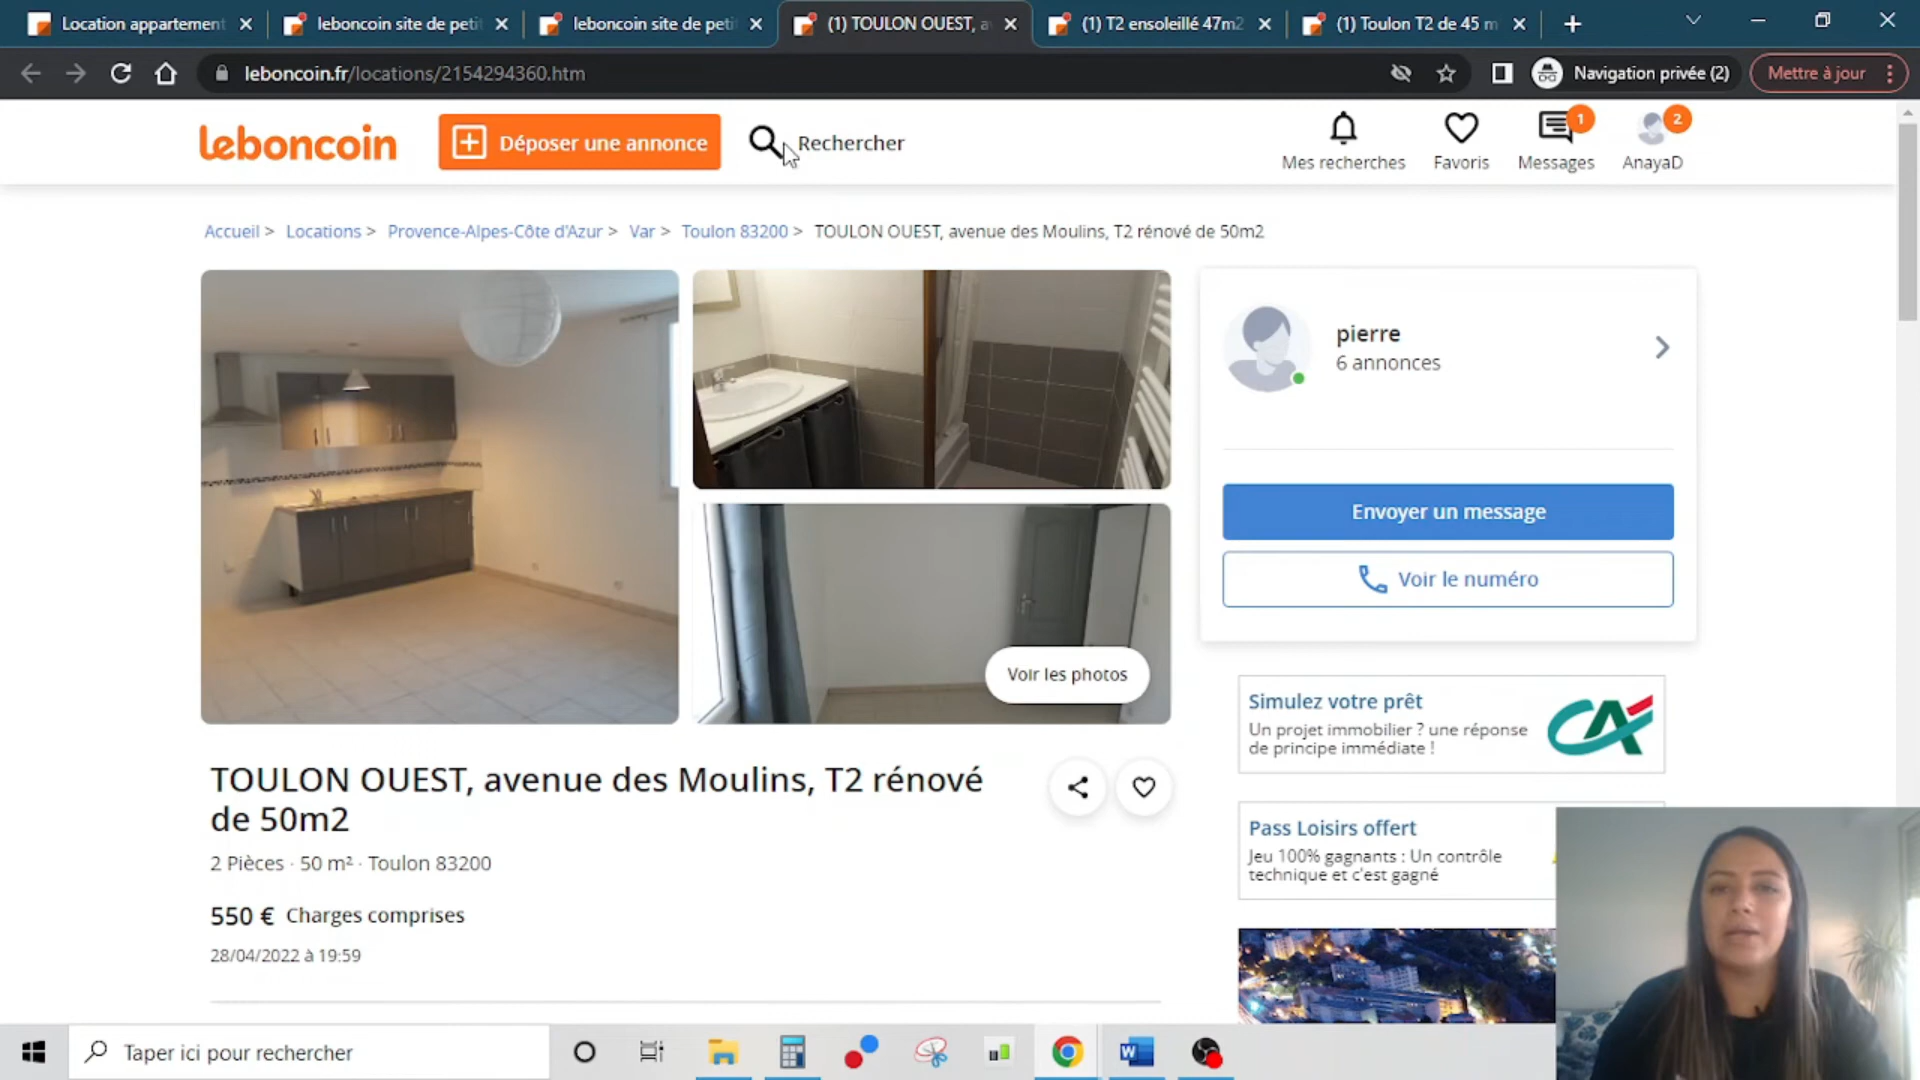 Location appartement
leboncoin site de petit
leboncoin site de petit
(1) TOULON OUEST, a
(1) T2 ensoleillé 47m2
(1) Toulon T2 de 45 m
leboncoin.fr/locations/2154294360.htm
Navigation privée (2)
Mettre à jour
leboncoin
Déposer une annonce
Rechercher
Mes recherches
Favoris
1
Messages
2
AnayaD
Accueil > Locations > Provence-Alpes-Côte d'Azur > Var > Toulon 83200 > TOULON OUEST, avenue des Moulins, T2 rénové de 50m2
pierre
6 annonces
Envoyer un message
Voir le numéro
Voir les photos
Simulez votre prêt
Un projet immobilier ? une réponse
de principe immédiate !
CA
TOULON OUEST, avenue des Moulins, T2 rénové
de 50m2
2 Pièces · 50 m² · Toulon 83200
550 € Charges comprises
28/04/2022 à 19:59
Pass Loisirs offert
Jeu 100% gagnants : Un contrôle
technique et c'est gagné
Taper ici pour rechercher